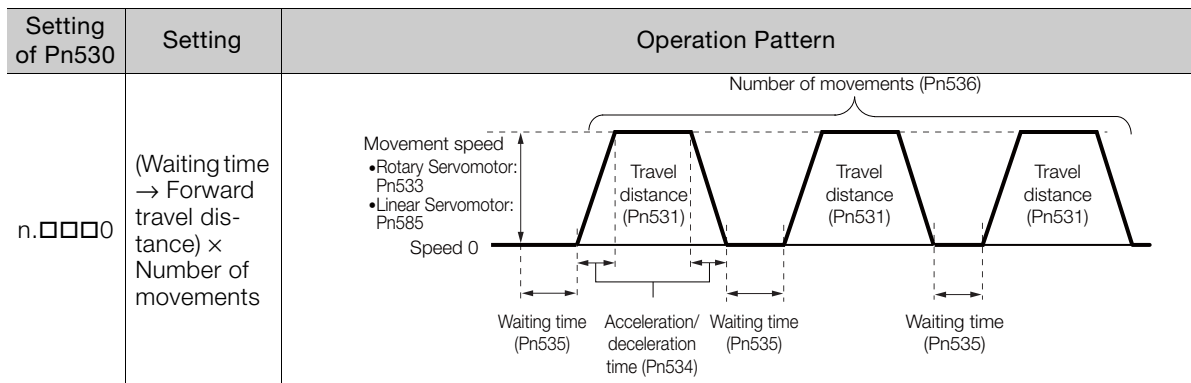 Setting
of Pn530
Setting
Operation Pattern
n.□□□0
(Waiting time
→ Forward
travel dis-
tance) ×
Number of
movements
Number of movements (Pn536)
Movement speed
•Rotary Servomotor:
Pn533
•Linear Servomotor:
Pn585
Speed 0
Travel
distance
(Pn531)
Travel
distance
(Pn531)
Travel
distance
(Pn531)
Waiting time
(Pn535)
Acceleration/
deceleration
time (Pn534)
Waiting time
(Pn535)
Waiting time
(Pn535)